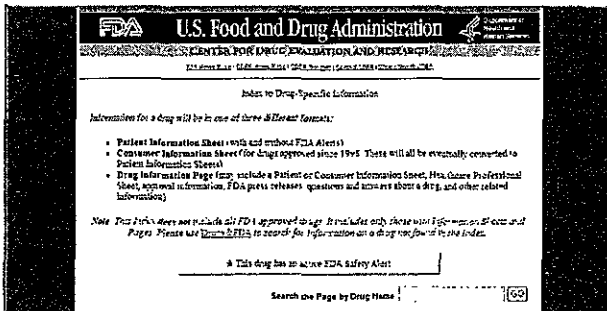 FDA U.S. Food and Drug Administration Department of Health and Human Services
CENTER FOR DRUG EVALUATION AND RESEARCH
Index to Drug-Specific Information
Information for a drug will be in one of three different formats:
• Patient Information Sheet (with and without FDA Alerts)
• Consumer Information Sheet (for drugs approved since 1998. These will all be eventually converted to
Patient Information Sheets)
• Drug Information Page (may include a Patient or Consumer Information Sheet, Healthcare Professional
Sheet, approval information, FDA press releases, questions and answers about a drug, and other related
information)
Note: This Index does not include all FDA approved drugs. It includes only those with Information Sheets and
Pages. Please use Drugs@FDA to search for information on a drug not found in the index.
This drug has an active FDA Safety Alert
Search the Page by Drug Name GO